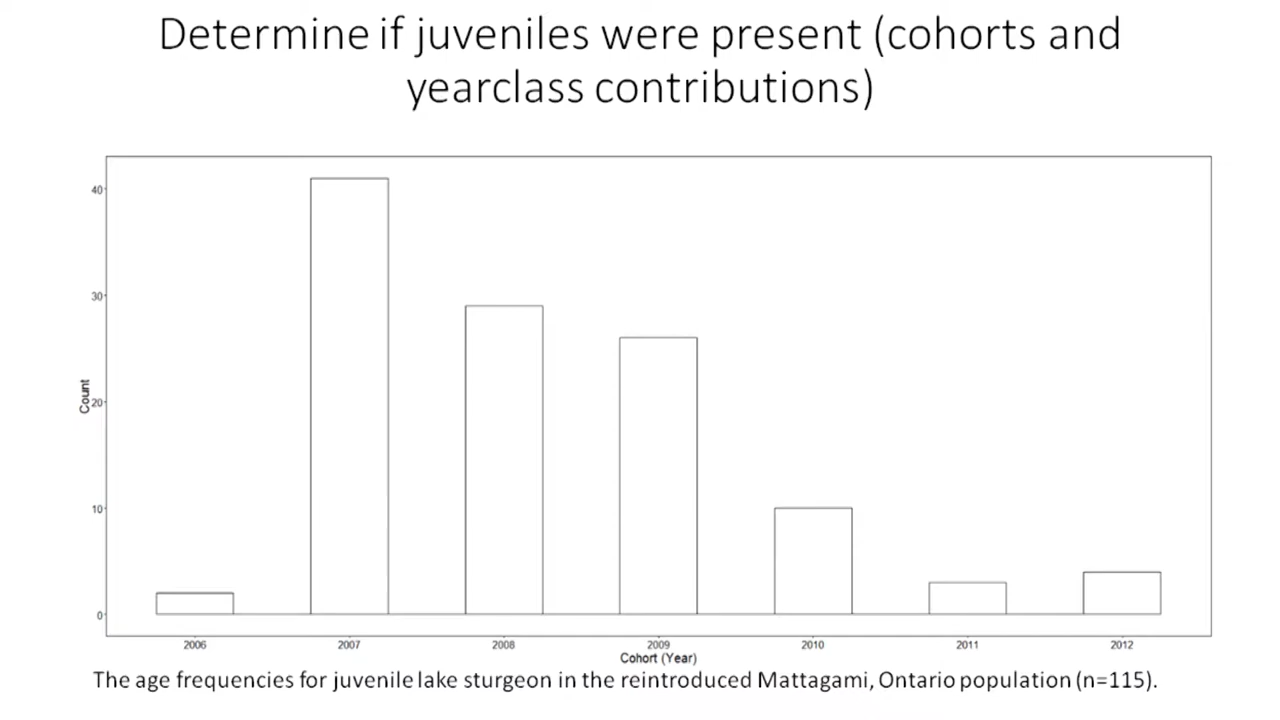 Determine if juveniles were present (cohorts and
yearclass contributions)
40
30
20
10
0
Count
2006 2007 2008 2009 2010 2011 2012
Cohort (Year)
The age frequencies for juvenile lake sturgeon in the reintroduced Mattagami, Ontario population (n=115).